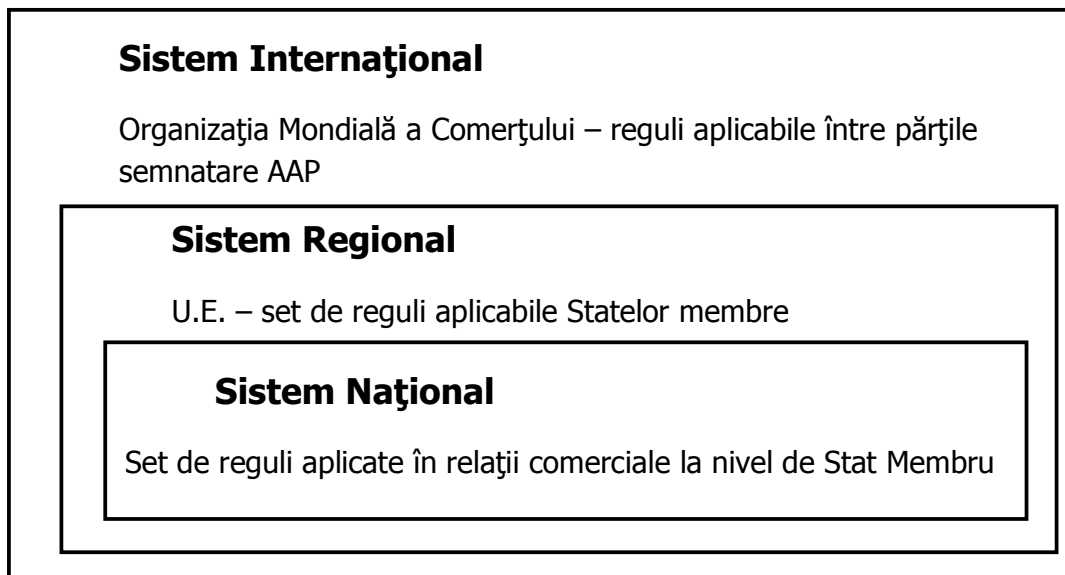 Sistem Internaţional
Organizaţia Mondială a Comerţului – reguli aplicabile între părţile
semnatare AAP
Sistem Regional
U.E. – set de reguli aplicabile Statelor membre
Sistem Naţional
Set de reguli aplicate în relaţii comerciale la nivel de Stat Membru